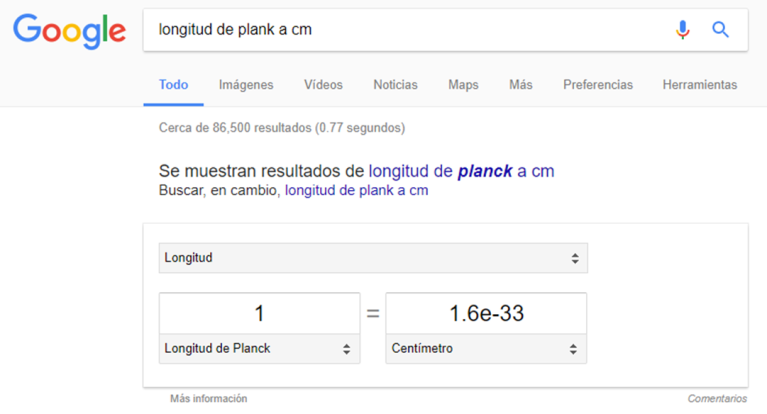 Google longitud de plank a cm
Todo Imágenes Vídeos Noticias Maps Más Preferencias Herramientas
Cerca de 86,500 resultados (0.77 segundos)
Se muestran resultados de longitud de planck a cm
Buscar, en cambio, longitud de plank a cm
Longitud
1 = 1.6e-33
Longitud de Planck Centímetro
Más información Comentarios